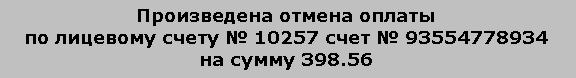 Произведена отмена оплаты
по лицевому счету № 10257 счет № 93554778934
на сумму 398.56